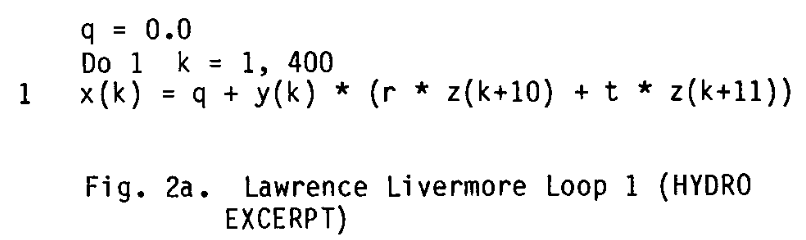 q = 0.0
Do 1 k = 1, 400
1 x(k) = q + y(k) * (r * z(k+10) + t * z(k+11))
Fig. 2a. Lawrence Livermore Loop 1 (HYDRO
EXCERPT)